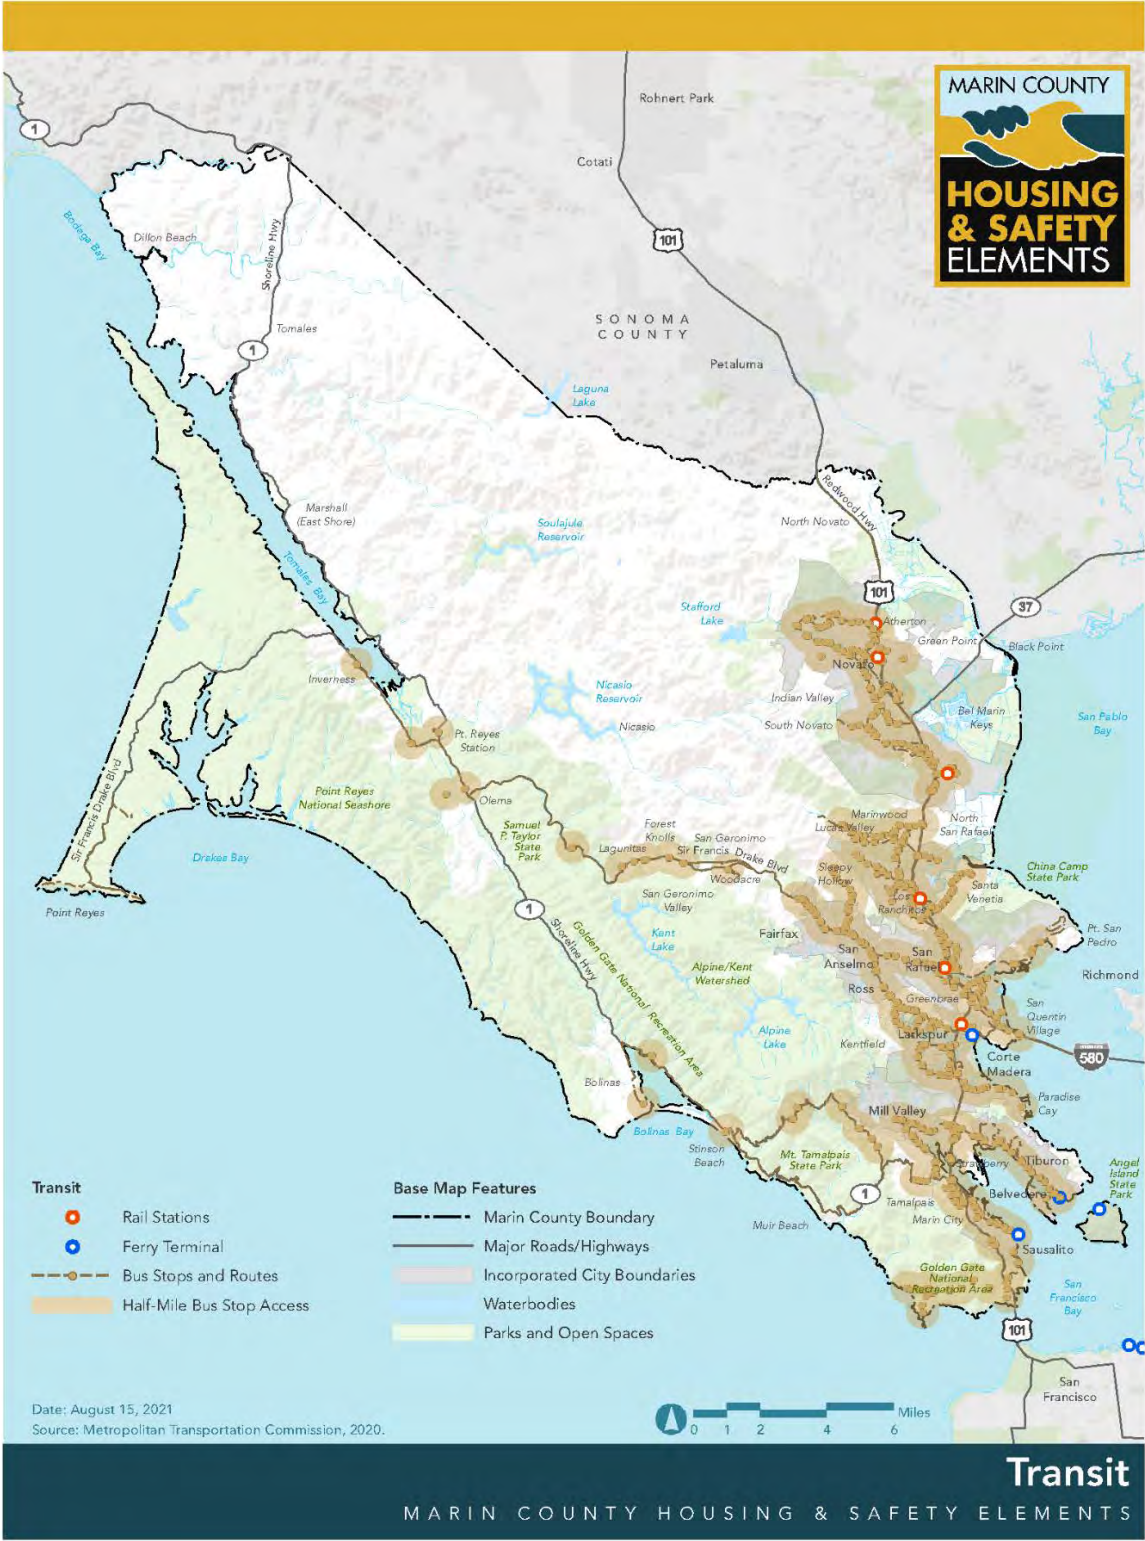 MARIN COUNTY
HOUSING
& SAFETY
ELEMENTS
Rohnert Park
1
Cotati
101
Bodega Bay
Dillon Beach
Shoreline Hwy
SONOMA
COUNTY
Tomales
1
Petaluma
Laguna
Lake
Redwood Hwy
Marshall
(East Shore)
Soulajule
Reservoir
North Novato
Tomales Bay
101
Stafford
Lake
37
Atherton
Green Point
Black Point
Novato
Inverness
Nicasio
Reservoir
Indian Valley
Bel Marin
Keys
San Pablo
Bay
Nicasio
South Novato
Pt. Reyes
Station
Sir Francis Drake Blvd
Point Reyes
National Seashore
Olema
Samuel
P. Taylor
State
Park
Forest
Knolls
Marinwood
Lucas Valley
North
San Rafael
San Geronimo
Lagunitas
Sir Francis Drake Blvd
Drakes Bay
Woodacre
Sleepy
Hollow
China Camp
State Park
San Geronimo
Valley
Los
Ranchitos
Santa
Venetia
Point Reyes
1
Shoreline Hwy
Golden Gate National Recreation Area
Kent
Lake
Fairfax
Pt. San
Pedro
San
Anselmo
San
Rafael
Alpine/Kent
Watershed
Richmond
Ross
Greenbrae
San
Quentin
Village
Alpine
Lake
Kentfield
Larkspur
580
Corte
Madera
Bolinas
Paradise
Cay
Mill Valley
Bolinas Bay
Stinson
Beach
Mt. Tamalpais
State Park
Strawberry
Tiburon
Angel
Island
State
Park
1
Belvedere
Tamalpais
Muir Beach
Marin City
Sausalito
Golden Gate
National
Recreation Area
San
Francisco
Bay
101
San
Francisco
Transit
Rail Stations
Ferry Terminal
Bus Stops and Routes
Half-Mile Bus Stop Access
Base Map Features
Marin County Boundary
Major Roads/Highways
Incorporated City Boundaries
Waterbodies
Parks and Open Spaces
Date: August 15, 2021
Source: Metropolitan Transportation Commission, 2020.
Miles
0 1 2 4 6
Transit
MARIN COUNTY HOUSING & SAFETY ELEMENTS